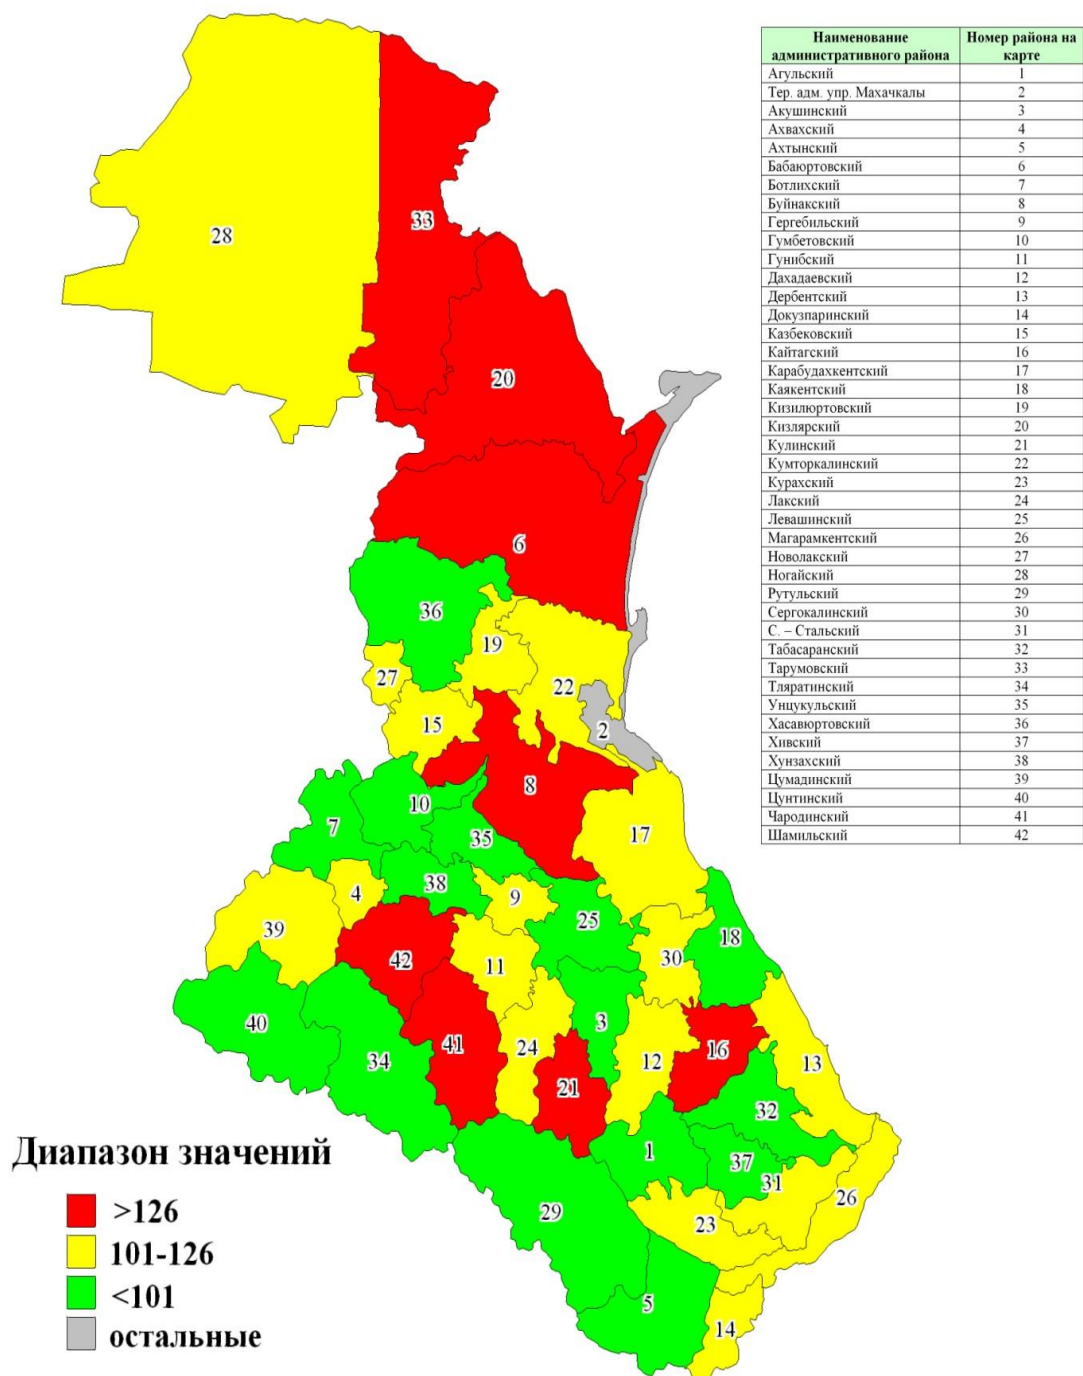 Наименование административного района Номер района на карте
Агульский 1
Тер. адм. упр. Махачкалы 2
Акушинский 3
Ахвахский 4
Ахтынский 5
Бабаюртовский 6
Ботлихский 7
Буйнакский 8
Гергебильский 9
Гумбетовский 10
Гунибский 11
Дахадаевский 12
Дербентский 13
Докузпаринский 14
Казбековский 15
Кайтагский 16
Карабудахкентский 17
Каякентский 18
Кизилюртовский 19
Кизлярский 20
Кулинский 21
Кумторкалинский 22
Курахский 23
Лакский 24
Левашинский 25
Магарамкентский 26
Новолакский 27
Ногайский 28
Рутульский 29
Сергокалинский 30
С. – Стальский 31
Табасаранский 32
Тарумовский 33
Тляратинский 34
Унцукульский 35
Хасавюртовский 36
Хивский 37
Хунзахский 38
Цумадинский 39
Цунтинский 40
Чародинский 41
Шамильский 42
33
28
20
6
36
19
27
22
15
2
8
10
7
17
35
38
4
9
25
39
18
42
30
11
40
3
41
24
34
16
12
13
21
32
1
37
31
26
29
23
5
14
Диапазон значений
>126
101-126
<101
остальные